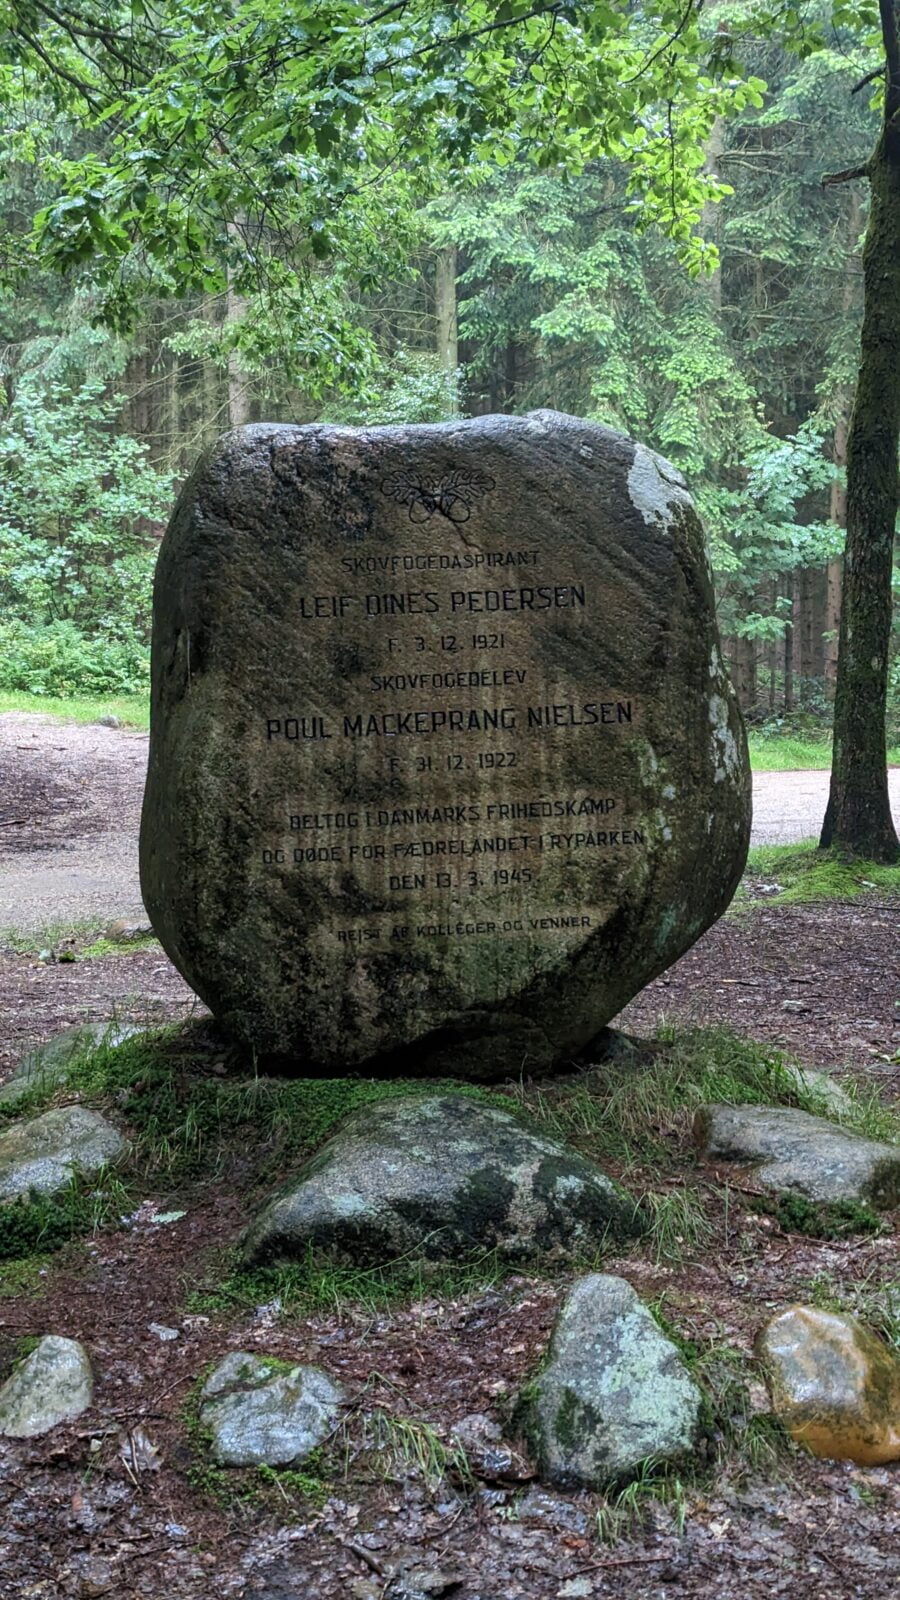 SKOVFOGEDASPIRANT
LEIF DINES PEDERSEN
F. 3. 12. 1921
SKOVFOGEDELEV
POUL MACKEPRANG NIELSEN
F. 31. 12. 1922
DELTOG I DANMARKS FRIHEDSKAMP
OG DØDE FOR FÆDRELANDET I RYPARKEN
DEN 13. 3. 1945.
REJST AF KOLLEGER OG VENNER